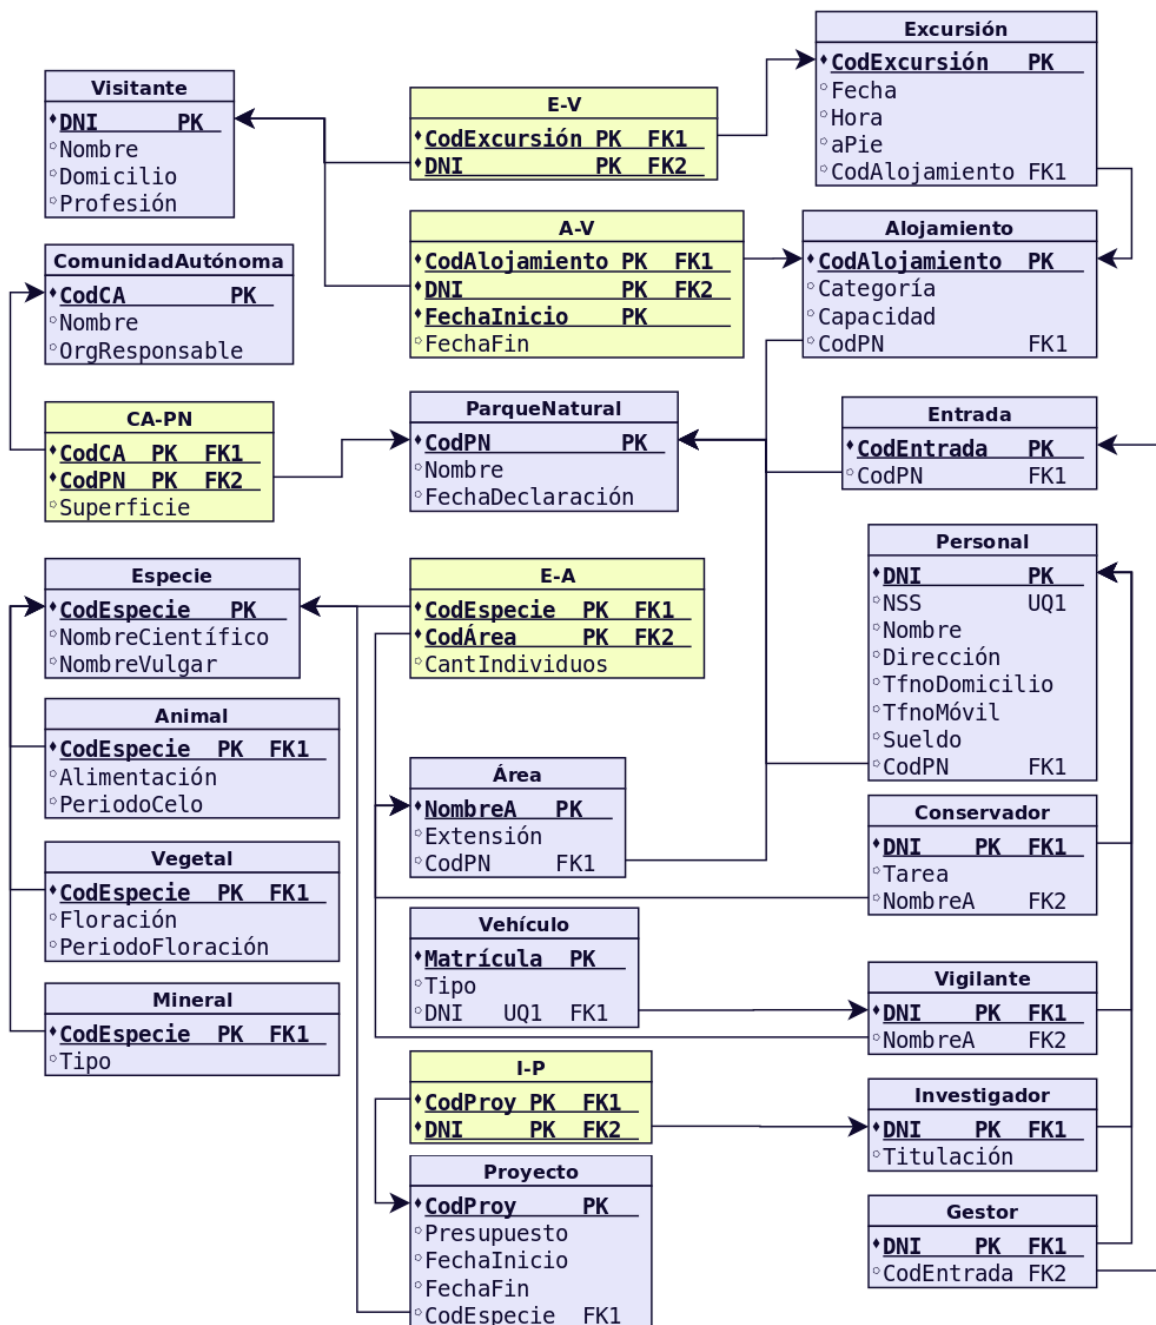 Visitante
DNI PK
Nombre
Domicilio
Profesión
E-V
CodExcursión PK FK1
DNI PK FK2
Excursión
CodExcursión PK
Fecha
Hora
aPie
CodAlojamiento FK1
ComunidadAutónoma
CodCA PK
Nombre
OrgResponsable
A-V
CodAlojamiento PK FK1
DNI PK FK2
FechaInicio PK
FechaFin
Alojamiento
CodAlojamiento PK
Categoría
Capacidad
CodPN FK1
CA-PN
CodCA PK FK1
CodPN PK FK2
Superficie
ParqueNatural
CodPN PK
Nombre
FechaDeclaración
Entrada
CodEntrada PK
CodPN FK1
Especie
CodEspecie PK
NombreCientífico
NombreVulgar
E-A
CodEspecie PK FK1
CodÁrea PK FK2
CantIndividuos
Personal
DNI PK
NSS UQ1
Nombre
Dirección
TfnoDomicilio
TfnoMóvil
Sueldo
CodPN FK1
Animal
CodEspecie PK FK1
Alimentación
PeriodoCelo
Área
NombreA PK
Extensión
CodPN FK1
Conservador
DNI PK FK1
Tarea
NombreA FK2
Vegetal
CodEspecie PK FK1
Floración
PeriodoFloración
Vehículo
Matrícula PK
Tipo
DNI UQ1 FK1
Vigilante
DNI PK FK1
NombreA FK2
Mineral
CodEspecie PK FK1
Tipo
I-P
CodProy PK FK1
DNI PK FK2
Investigador
DNI PK FK1
Titulación
Proyecto
CodProy PK
Presupuesto
FechaInicio
FechaFin
CodEspecie FK1
Gestor
DNI PK FK1
CodEntrada FK2